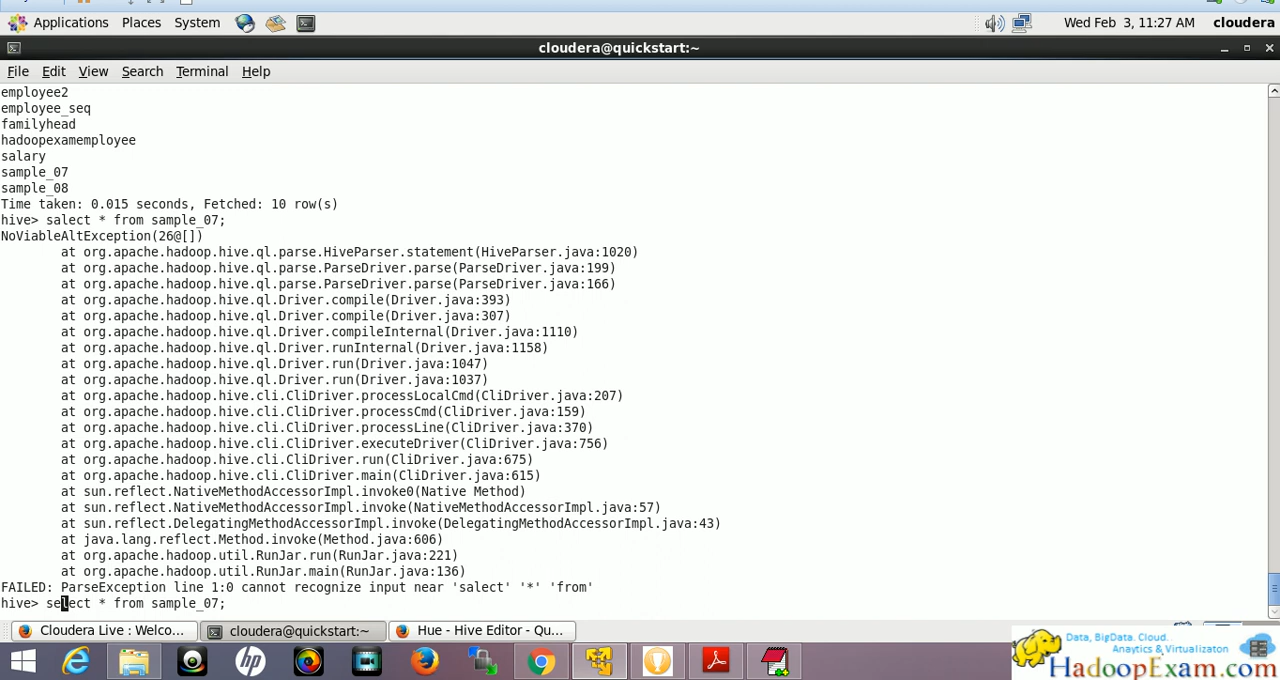 Applications Places System Wed Feb 3, 11:27 AM cloudera
cloudera@quickstart:~
File Edit View Search Terminal Help
employee2
employee_seq
familyhead
hadoopexamemployee
salary
sample_07
sample_08
Time taken: 0.015 seconds, Fetched: 10 row(s)
hive> salect * from sample_07;
NoViableAltException(26@[])
at org.apache.hadoop.hive.ql.parse.HiveParser.statement(HiveParser.java:1020)
at org.apache.hadoop.hive.ql.parse.ParseDriver.parse(ParseDriver.java:199)
at org.apache.hadoop.hive.ql.parse.ParseDriver.parse(ParseDriver.java:166)
at org.apache.hadoop.hive.ql.Driver.compile(Driver.java:393)
at org.apache.hadoop.hive.ql.Driver.compile(Driver.java:307)
at org.apache.hadoop.hive.ql.Driver.compileInternal(Driver.java:1110)
at org.apache.hadoop.hive.ql.Driver.runInternal(Driver.java:1158)
at org.apache.hadoop.hive.ql.Driver.run(Driver.java:1047)
at org.apache.hadoop.hive.ql.Driver.run(Driver.java:1037)
at org.apache.hadoop.hive.cli.CliDriver.processLocalCmd(CliDriver.java:207)
at org.apache.hadoop.hive.cli.CliDriver.processCmd(CliDriver.java:159)
at org.apache.hadoop.hive.cli.CliDriver.processLine(CliDriver.java:370)
at org.apache.hadoop.hive.cli.CliDriver.executeDriver(CliDriver.java:756)
at org.apache.hadoop.hive.cli.CliDriver.run(CliDriver.java:675)
at org.apache.hadoop.hive.cli.CliDriver.main(CliDriver.java:615)
at sun.reflect.NativeMethodAccessorImpl.invoke0(Native Method)
at sun.reflect.NativeMethodAccessorImpl.invoke(NativeMethodAccessorImpl.java:57)
at sun.reflect.DelegatingMethodAccessorImpl.invoke(DelegatingMethodAccessorImpl.java:43)
at java.lang.reflect.Method.invoke(Method.java:606)
at org.apache.hadoop.util.RunJar.run(RunJar.java:221)
at org.apache.hadoop.util.RunJar.main(RunJar.java:136)
FAILED: ParseException line 1:0 cannot recognize input near 'salect' '*' 'from'
hive> select * from sample_07;
Cloudera Live : Welco... cloudera@quickstart:~ Hue - Hive Editor - Qu...
hp
Data, BigData. Cloud.
Anaytics & Virtualizaton
HadoopExam.com